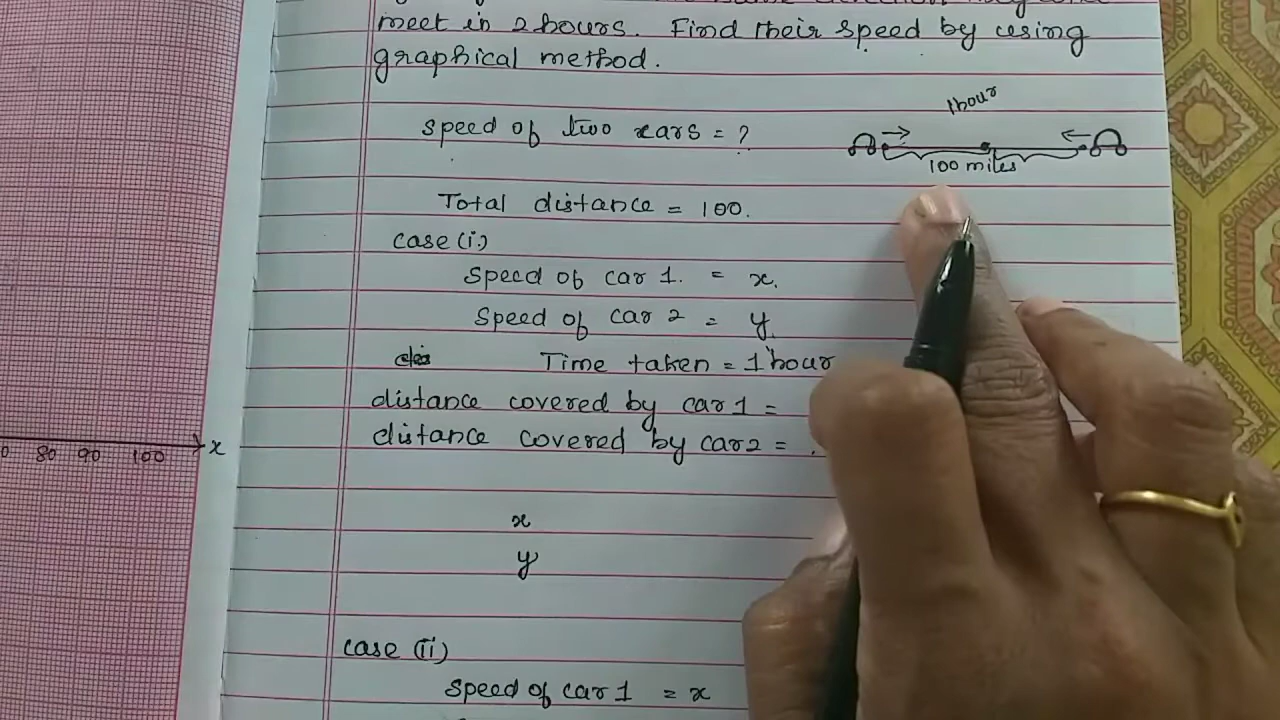 meet in 2 hours. Find their speed by using
graphical method.
1 hour
speed of two cars = ?
100 miles
Total distance = 100.
case (i)
Speed of car 1. = x.
Speed of car 2 = y.
Time taken = 1 hour
distance covered by car 1 =
distance covered by car 2 =
80 90 100 x
x
y
case (ii)
Speed of car 1 = x